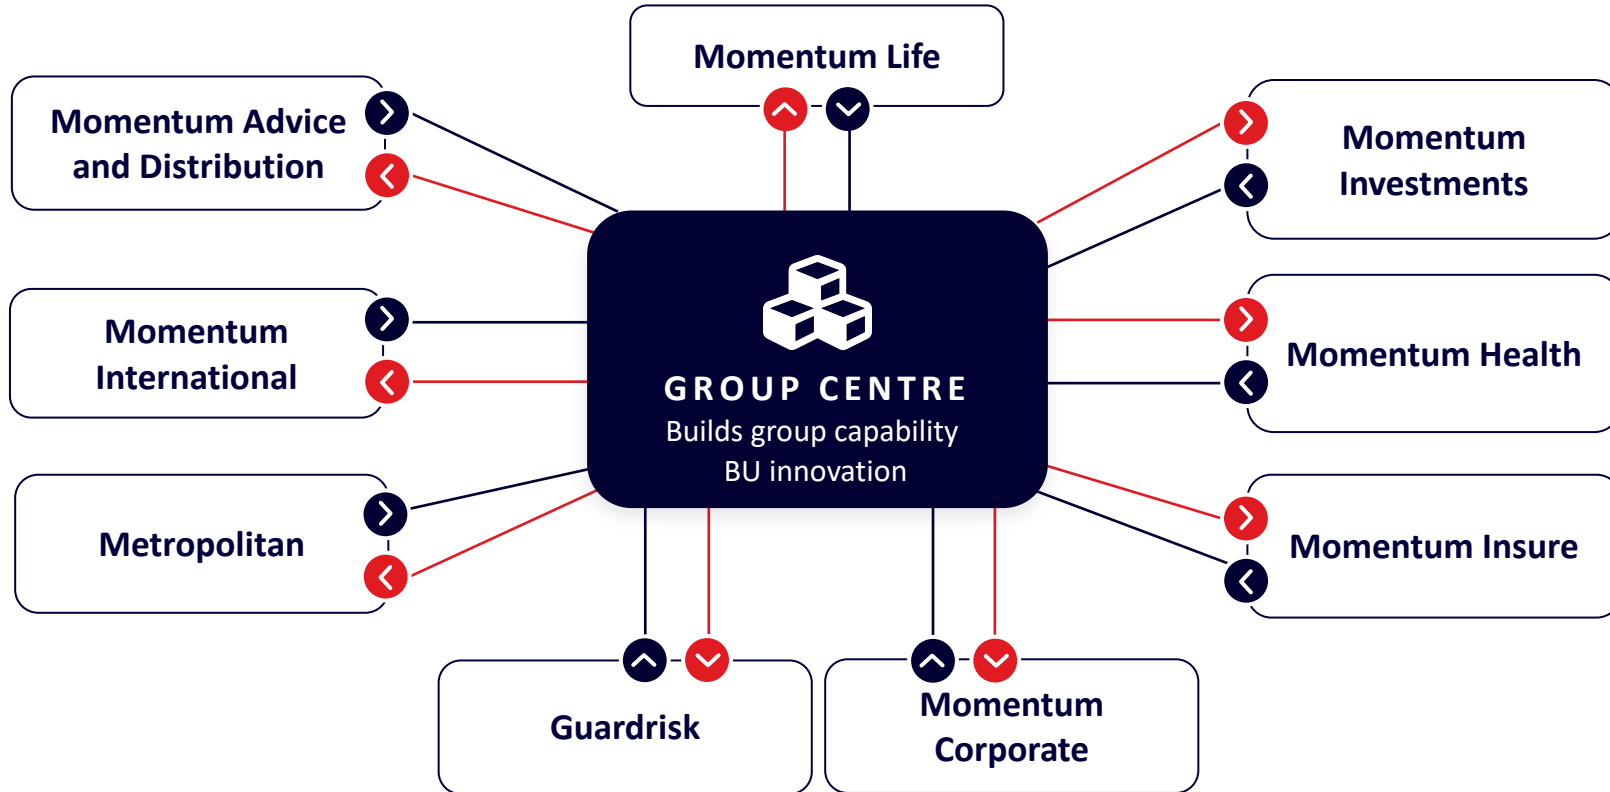 Momentum Life
Momentum Advice
and Distribution
Momentum
Investments
Momentum
International
GROUP CENTRE
Builds group capability
BU innovation
Momentum Health
Metropolitan
Momentum Insure
Guardrisk
Momentum
Corporate